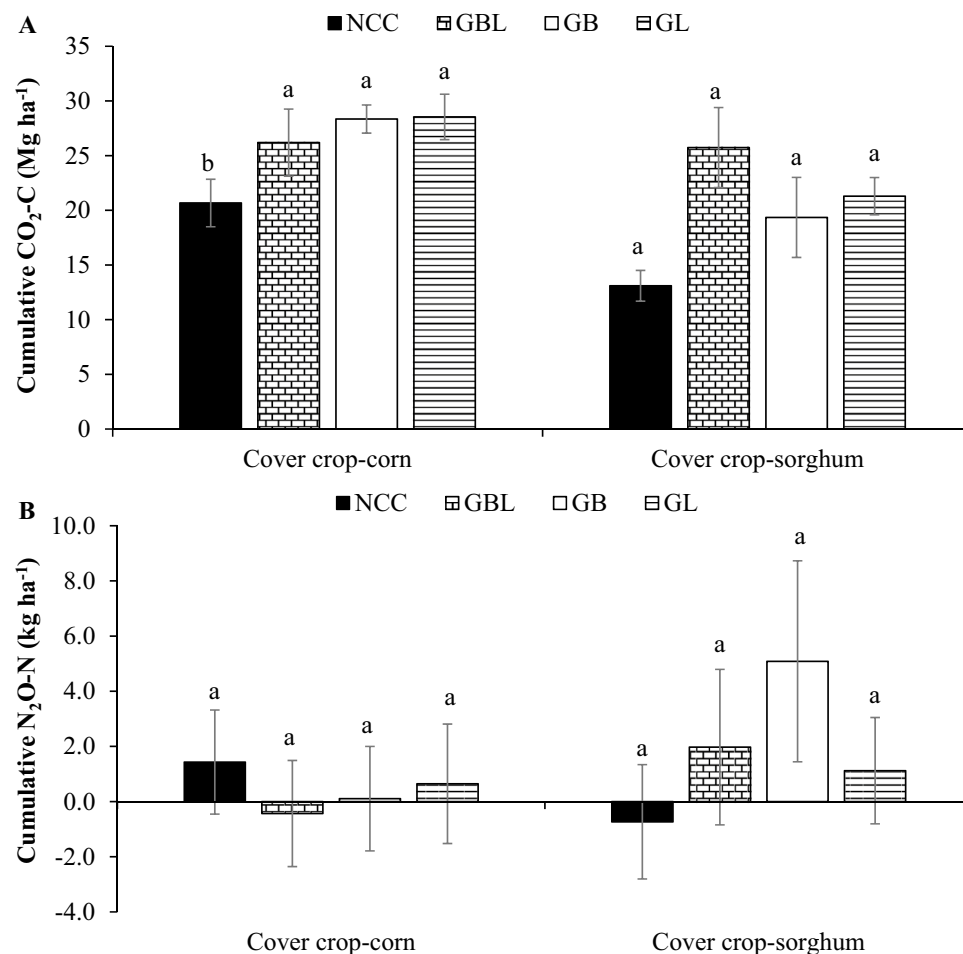 A
NCC GBL GB GL
Cumulative CO₂-C (Mg ha⁻¹)
35
30
25
20
15
10
5
0
b a a a a a a a
Cover crop-corn Cover crop-sorghum
B
NCC GBL GB GL
Cumulative N₂O-N (kg ha⁻¹)
10.0
8.0
6.0
4.0
2.0
0.0
-2.0
-4.0
a a a a a a a a
Cover crop-corn Cover crop-sorghum